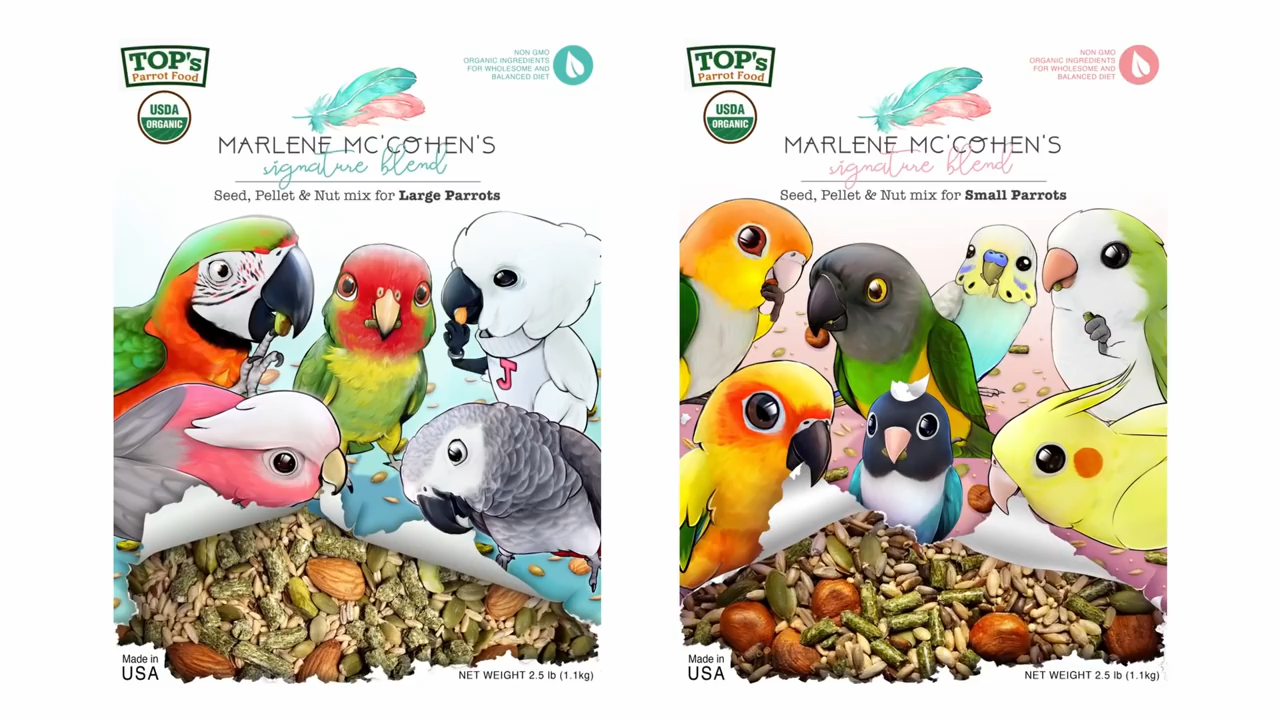 TOP's
Parrot Food
USDA
ORGANIC
NON GMO
ORGANIC INGREDIENTS
FOR WHOLESOME AND
BALANCED DIET
MARLENE MC'COHEN'S
signature blend
Seed, Pellet & Nut mix for Large Parrots
J
Made in
USA
NET WEIGHT 2.5 lb (1.1kg)
TOP's
Parrot Food
USDA
ORGANIC
NON GMO
ORGANIC INGREDIENTS
FOR WHOLESOME AND
BALANCED DIET
MARLENE MC'COHEN'S
signature blend
Seed, Pellet & Nut mix for Small Parrots
Made in
USA
NET WEIGHT 2.5 lb (1.1kg)